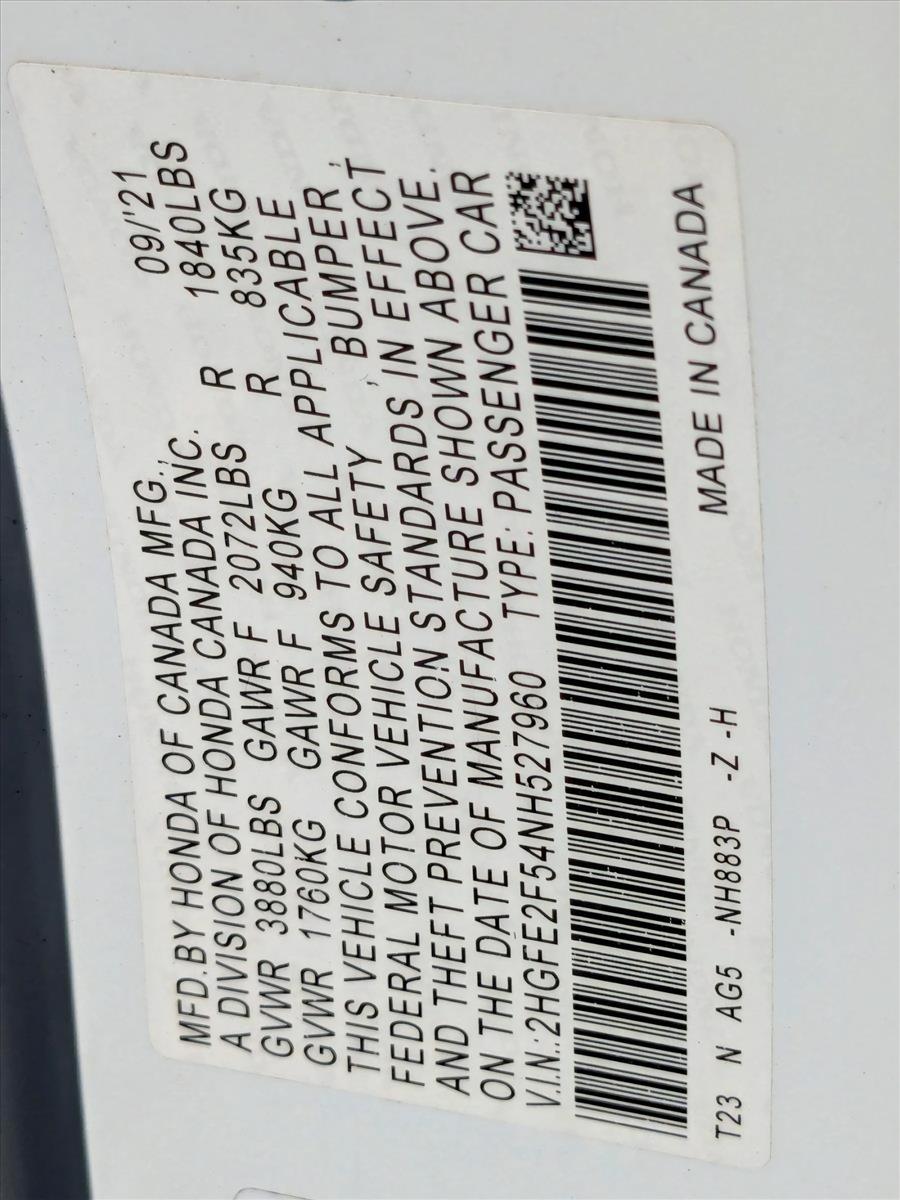 MFD.BY HONDA OF CANADA MFG., 09/'21
A DIVISION OF HONDA CANADA INC.
GVWR 3880LBS GAWR F 2072LBS R 1840LBS
GVWR 1760KG GAWR F 940KG R 835KG
THIS VEHICLE CONFORMS TO ALL APPLICABLE
FEDERAL MOTOR VEHICLE SAFETY, BUMPER,
AND THEFT PREVENTION STANDARDS IN EFFECT
ON THE DATE OF MANUFACTURE SHOWN ABOVE.
V.I.N.:2HGFE2F54NH527960 TYPE: PASSENGER CAR
T23 N AG5 -NH883P -Z -H MADE IN CANADA